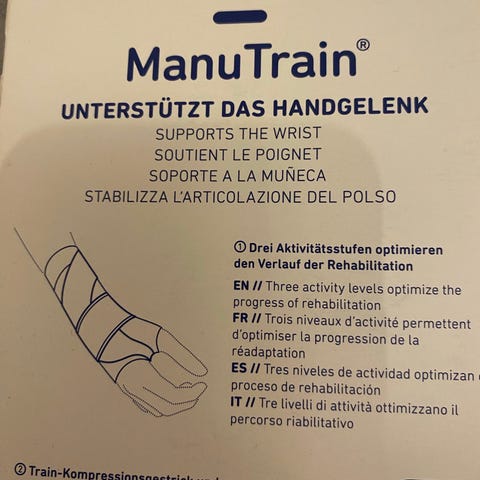 ManuTrain®
UNTERSTÜTZT DAS HANDGELENK
SUPPORTS THE WRIST
SOUTIENT LE POIGNET
SOPORTE A LA MUÑECA
STABILIZZA L'ARTICOLAZIONE DEL POLSO
① Drei Aktivitätsstufen optimieren
den Verlauf der Rehabilitation
EN // Three activity levels optimize the
progress of rehabilitation
FR // Trois niveaux d'activité permettent
d'optimiser la progression de la
réadaptation
ES // Tres niveles de actividad optimizan
proceso de rehabilitación
IT // Tre livelli di attività ottimizzano il
percorso riabilitativo
② Train-Kompressionsgestrick